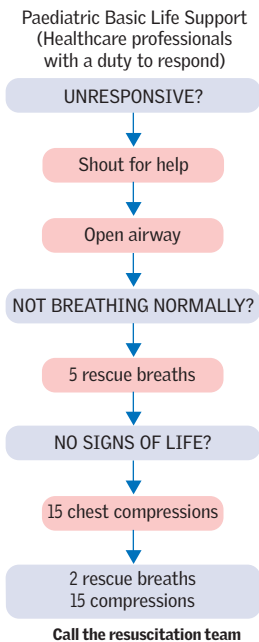 Paediatric Basic Life Support
(Healthcare professionals
with a duty to respond)
UNRESPONSIVE?
Shout for help
Open airway
NOT BREATHING NORMALLY?
5 rescue breaths
NO SIGNS OF LIFE?
15 chest compressions
2 rescue breaths
15 compressions
Call the resuscitation team